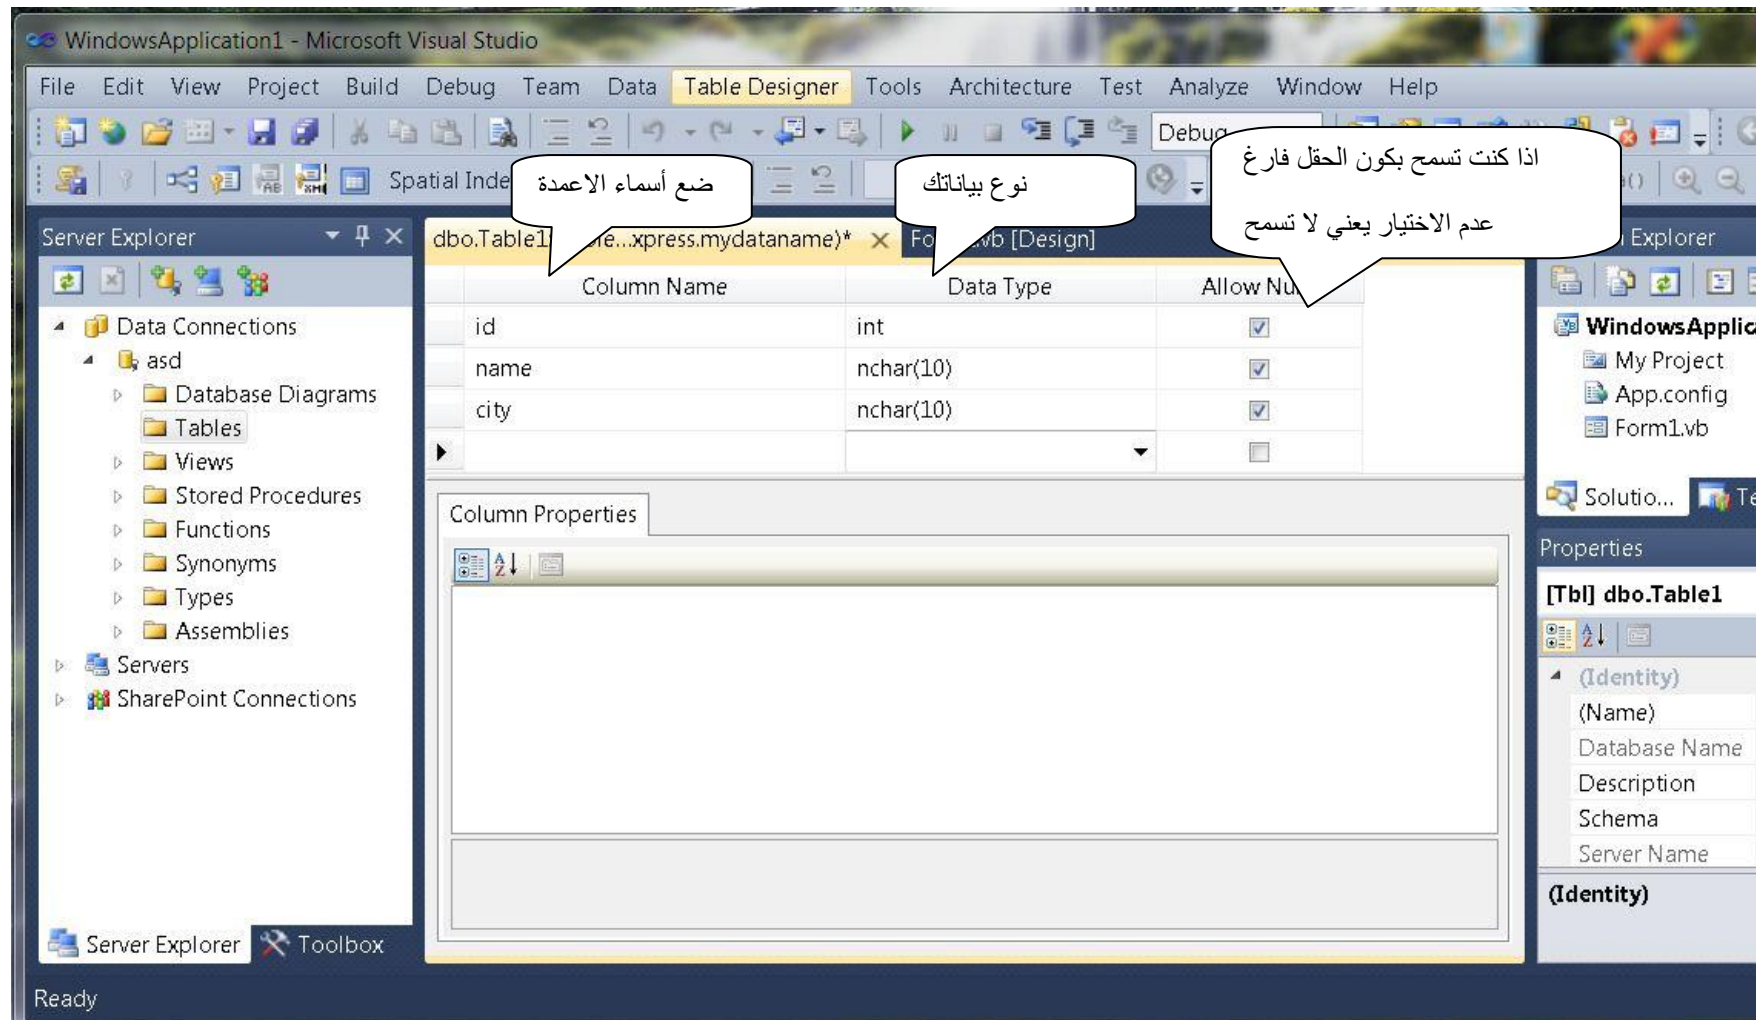 WindowsApplication1 - Microsoft Visual Studio
File Edit View Project Build Debug Team Data Table Designer Tools Architecture Test Analyze Window Help
Debug
Spatial
ضع أسماء الاعمدة
نوع بياناتك
اذا كنت تسمح بكون الحقل فارغ
عدم الاختيار يعني لا تسمح
Server Explorer
dbo.Table1 ...xpress.mydataname)*
[Design]
Explorer
Column Name Data Type Allow
id int
name nchar(10)
city nchar(10)
Data Connections
asd
Database Diagrams
Tables
Views
Stored Procedures
Functions
Synonyms
Types
Assemblies
Servers
SharePoint Connections
Column Properties
My Project
App.config
Form1.vb
Solutio...
Properties
[Tbl] dbo.Table1
(Identity)
(Name)
Database Name
Description
Schema
Server Name
(Identity)
Server Explorer Toolbox
Ready